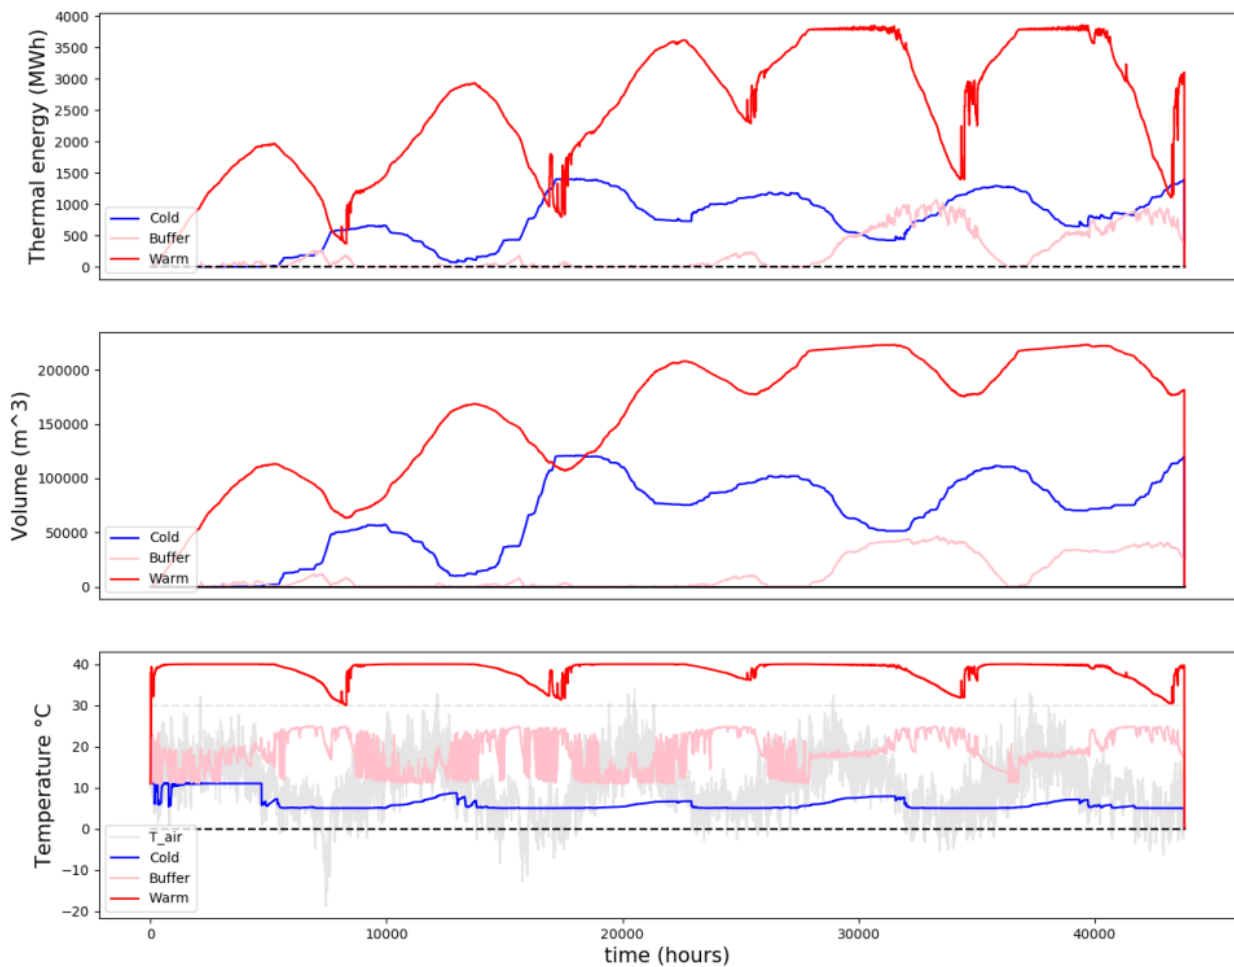 Thermal energy (MWh)
4000
3500
3000
2500
2000
1500
1000
500
0
Cold
Buffer
Warm
Volume (m^3)
200000
150000
100000
50000
0
Cold
Buffer
Warm
Temperature °C
40
30
20
10
0
−10
−20
T_air
Cold
Buffer
Warm
0 10000 20000 30000 40000
time (hours)